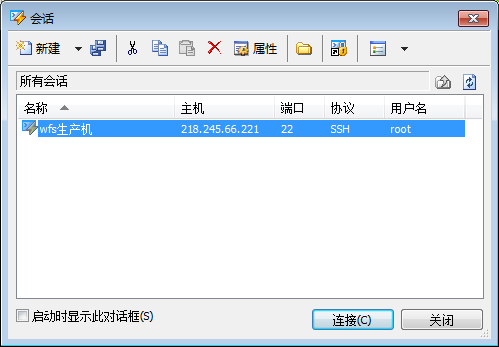 会话
新建 属性
所有会话
名称 主机 端口 协议 用户名
wfs生产机 218.245.66.221 22 SSH root
启动时显示此对话框(S) 连接(C) 关闭